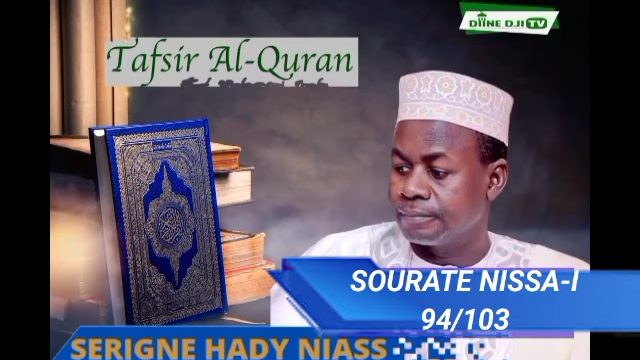 DIINE DJI TV
Tafsir Al-Quran
SOURATE NISSA-I
94/103
SERIGNE HADY NIASS